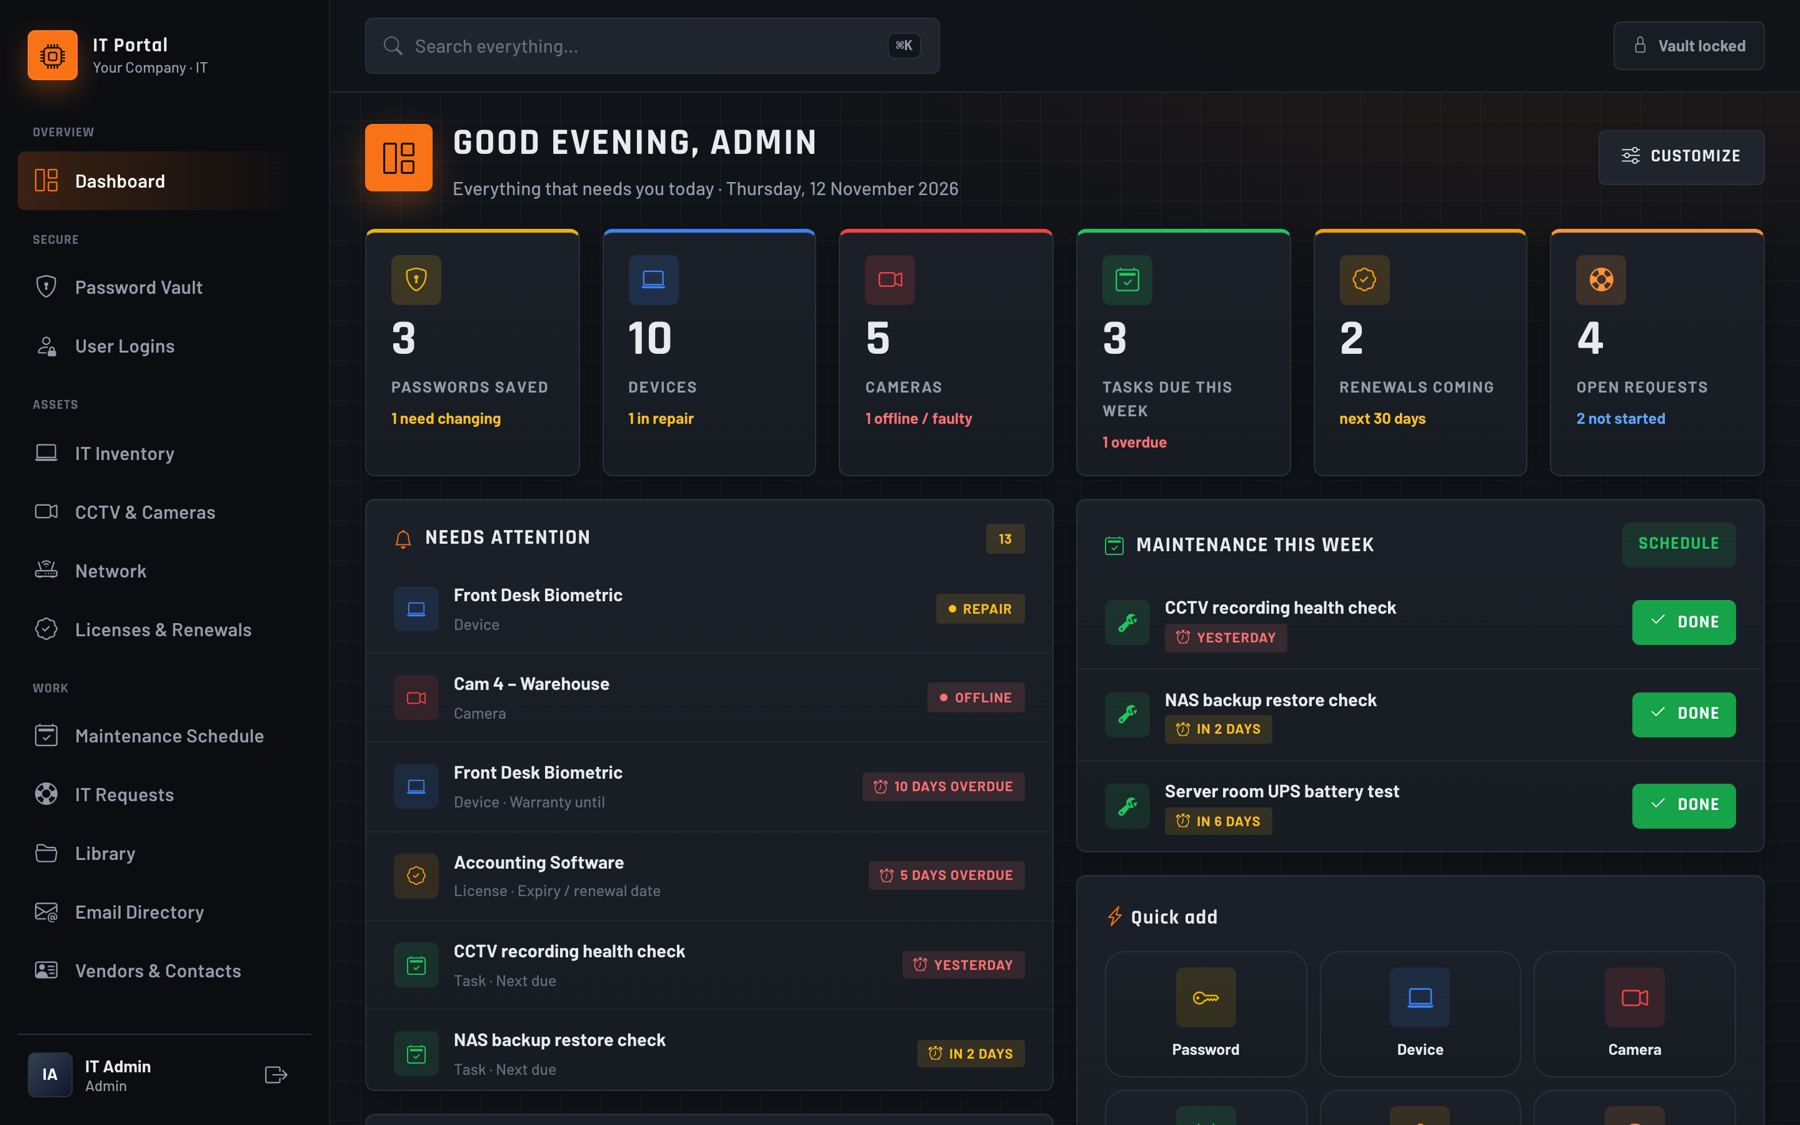 IT Portal
Your Company · IT
OVERVIEW
Dashboard
SECURE
Password Vault
User Logins
ASSETS
IT Inventory
CCTV & Cameras
Network
Licenses & Renewals
WORK
Maintenance Schedule
IT Requests
Library
Email Directory
Vendors & Contacts
IA
IT Admin
Admin
Search everything...
⌘K
Vault locked
GOOD EVENING, ADMIN
Everything that needs you today · Thursday, 12 November 2026
CUSTOMIZE
3
PASSWORDS SAVED
1 need changing
10
DEVICES
1 in repair
5
CAMERAS
1 offline / faulty
3
TASKS DUE THIS
WEEK
1 overdue
2
RENEWALS COMING
next 30 days
4
OPEN REQUESTS
2 not started
NEEDS ATTENTION
13
Front Desk Biometric
Device
REPAIR
Cam 4 – Warehouse
Camera
OFFLINE
Front Desk Biometric
Device · Warranty until
10 DAYS OVERDUE
Accounting Software
License · Expiry / renewal date
5 DAYS OVERDUE
CCTV recording health check
Task · Next due
YESTERDAY
NAS backup restore check
Task · Next due
IN 2 DAYS
MAINTENANCE THIS WEEK
SCHEDULE
CCTV recording health check
YESTERDAY
DONE
NAS backup restore check
IN 2 DAYS
DONE
Server room UPS battery test
IN 6 DAYS
DONE
Quick add
Password
Device
Camera